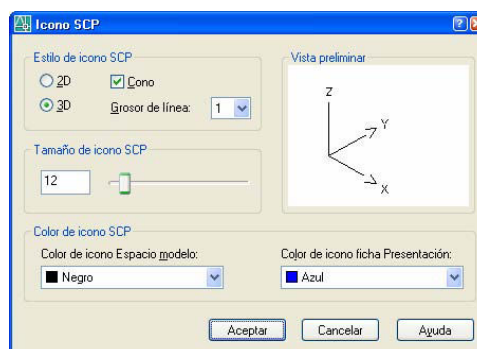 Icono SCP
Estilo de icono SCP
2D
Cono
3D
Grosor de línea:
1
Vista preliminar
Z
Y
X
Tamaño de icono SCP
12
Color de icono SCP
Color de icono Espacio modelo:
Negro
Color de icono ficha Presentación:
Azul
Aceptar
Cancelar
Ayuda